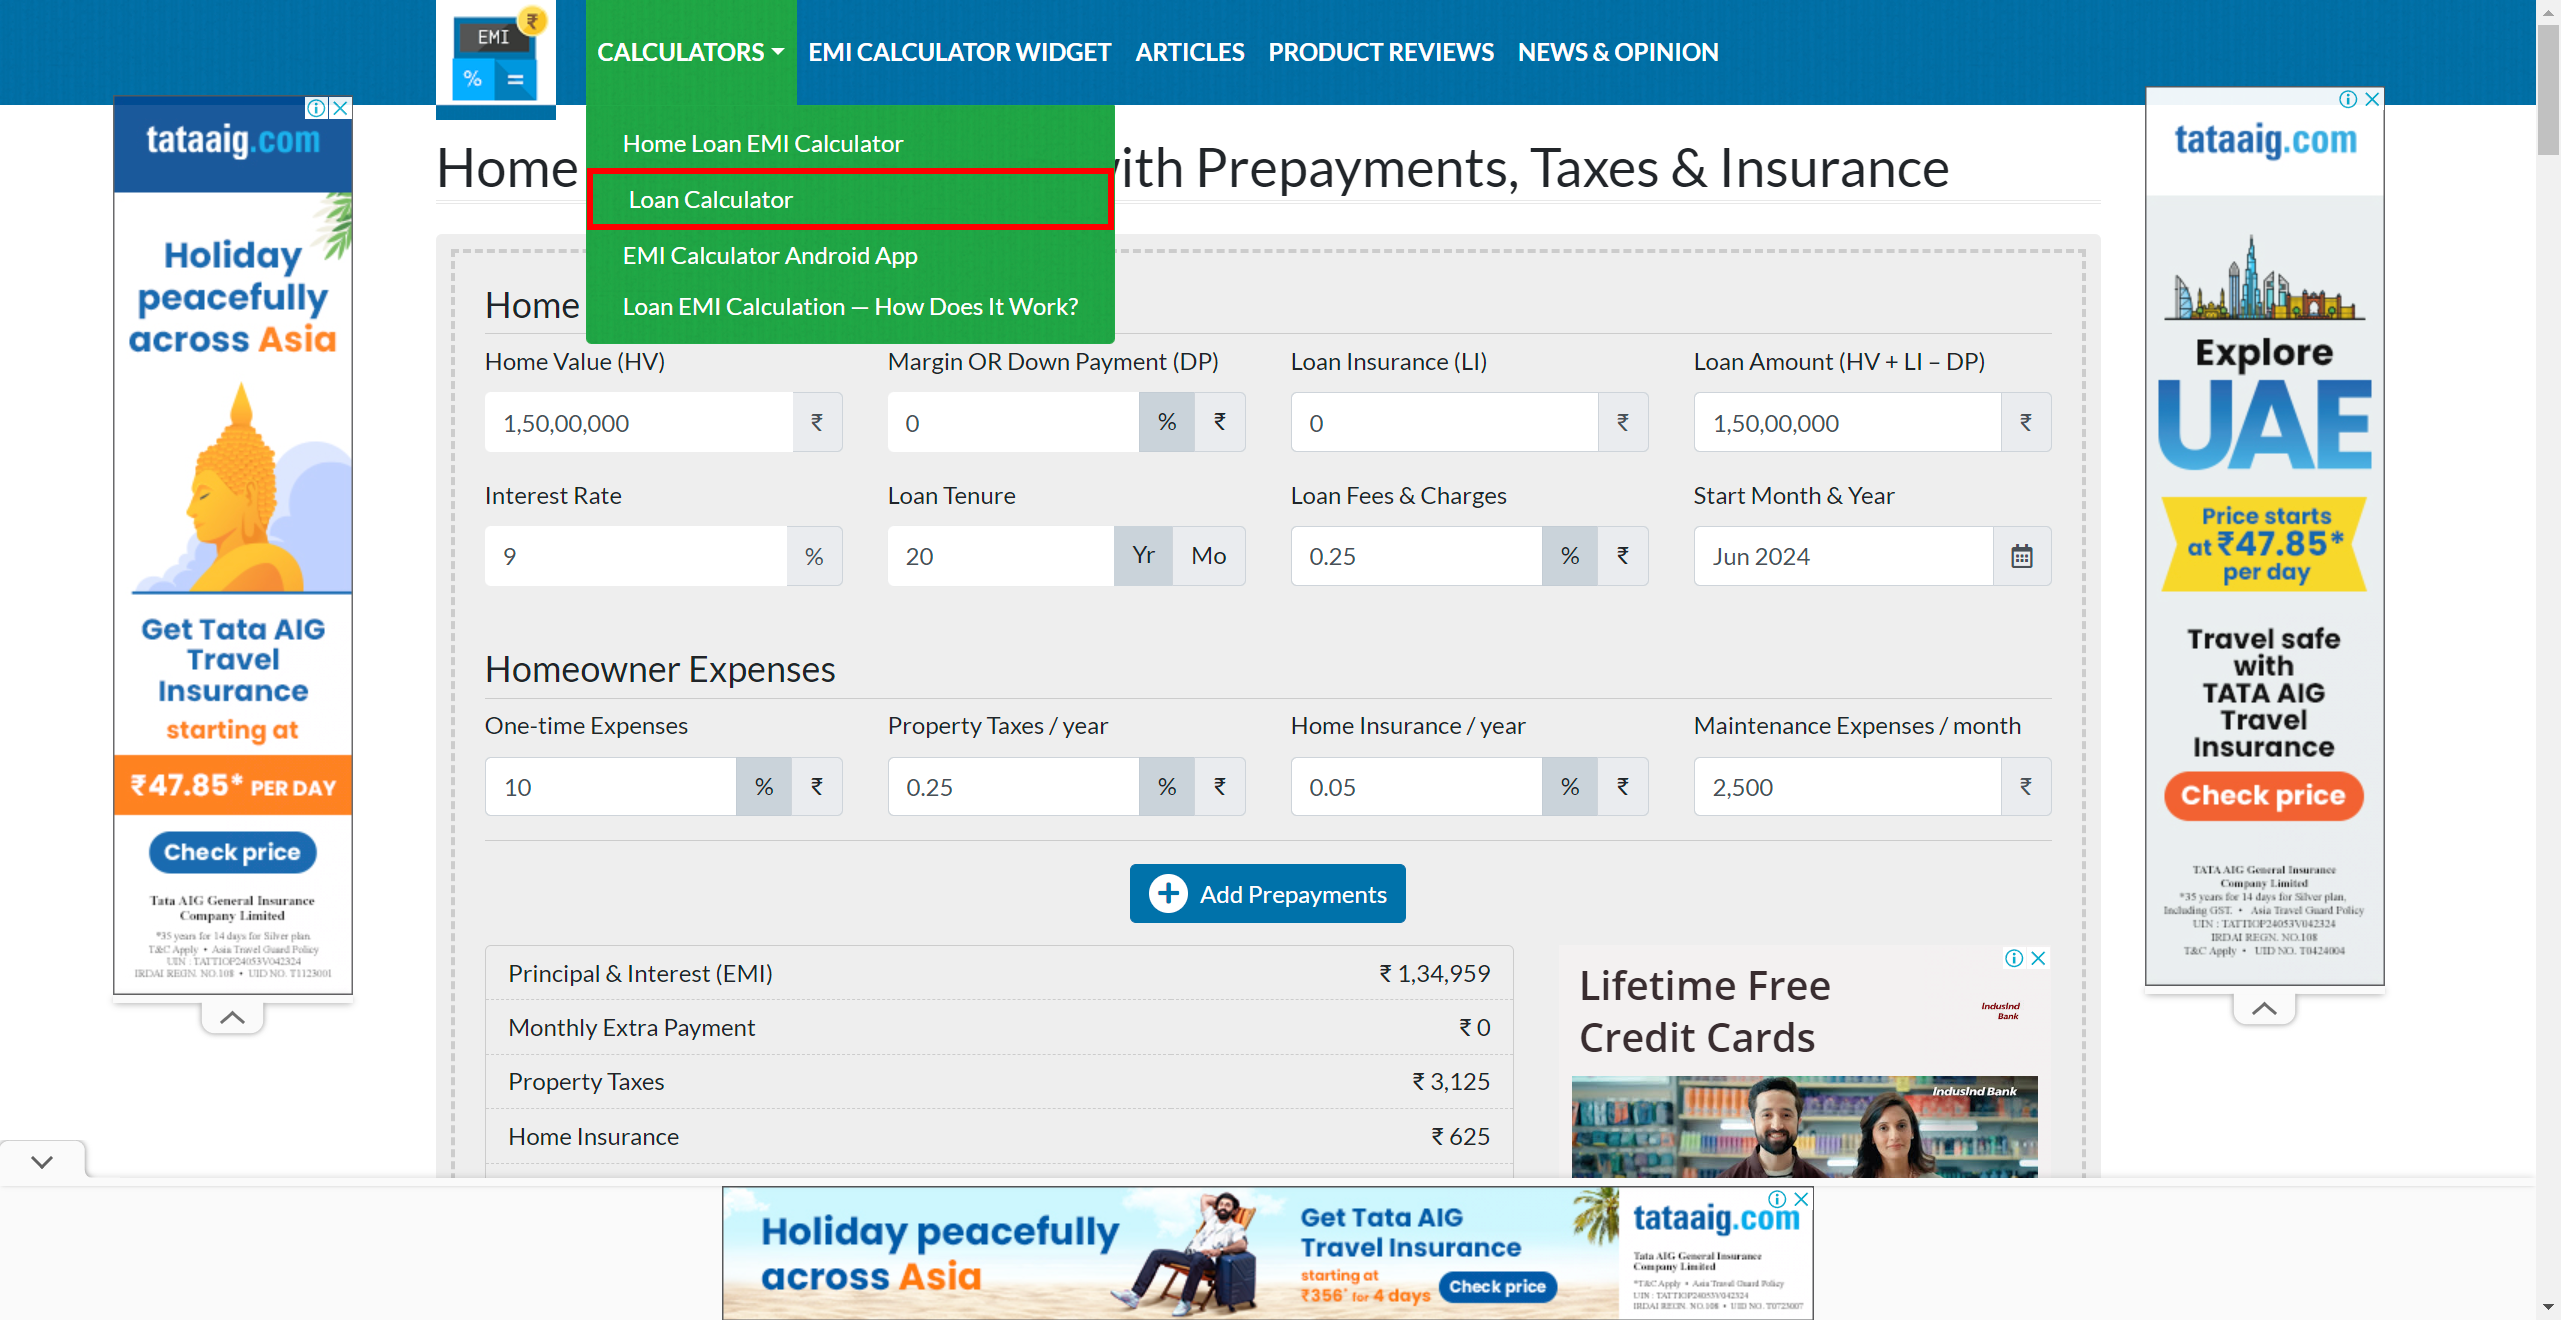 EMI
₹
%
=
CALCULATORS
EMI CALCULATOR WIDGET
ARTICLES
PRODUCT REVIEWS
NEWS & OPINION
Home Loan EMI Calculator
Loan Calculator
EMI Calculator Android App
Loan EMI Calculation — How Does It Work?
Home
ith Prepayments, Taxes & Insurance
Home
Home Value (HV)
Margin OR Down Payment (DP)
Loan Insurance (LI)
Loan Amount (HV + LI – DP)
1,50,00,000 ₹
0 % ₹
0 ₹
1,50,00,000 ₹
Interest Rate
Loan Tenure
Loan Fees & Charges
Start Month & Year
9 %
20 Yr Mo
0.25 % ₹
Jun 2024
Homeowner Expenses
One-time Expenses
Property Taxes / year
Home Insurance / year
Maintenance Expenses / month
10 % ₹
0.25 % ₹
0.05 % ₹
2,500 ₹
Add Prepayments
Principal & Interest (EMI) ₹ 1,34,959
Monthly Extra Payment ₹ 0
Property Taxes ₹ 3,125
Home Insurance ₹ 625
Lifetime Free
Credit Cards
IndusInd
Bank
IndusInd Bank
tataaig.com
Holiday
peacefully
across Asia
Get Tata AIG
Travel
Insurance
starting at
₹47.85* PER DAY
Check price
Tata AIG General Insurance
Company Limited
*35 years for 14 days for Silver plan.
T&C Apply • Asia Travel Guard Policy
UIN : TATTIOP24053V042324
IRDAI REGN. NO.108 • UID NO. T1123001
tataaig.com
Explore
UAE
Price starts
at ₹47.85*
per day
Travel safe
with
TATA AIG
Travel
Insurance
Check price
TATA AIG General Insurance
Company Limited
*35 years for 14 days for Silver plan,
Including GST. • Asia Travel Guard Policy
UIN : TATTIOP24053V042324
IRDAI REGN. NO.108
T&C Apply • UID NO. T0424004
Holiday peacefully
across Asia
Get Tata AIG
Travel Insurance
starting at
₹356* for 4 days
Check price
tataaig.com
Tata AIG General Insurance
Company Limited
*T&C Apply • Asia Travel Guard Policy
UIN : TATTIOP24053V042324
IRDAI REGN. NO.108 • UID NO. T0723007